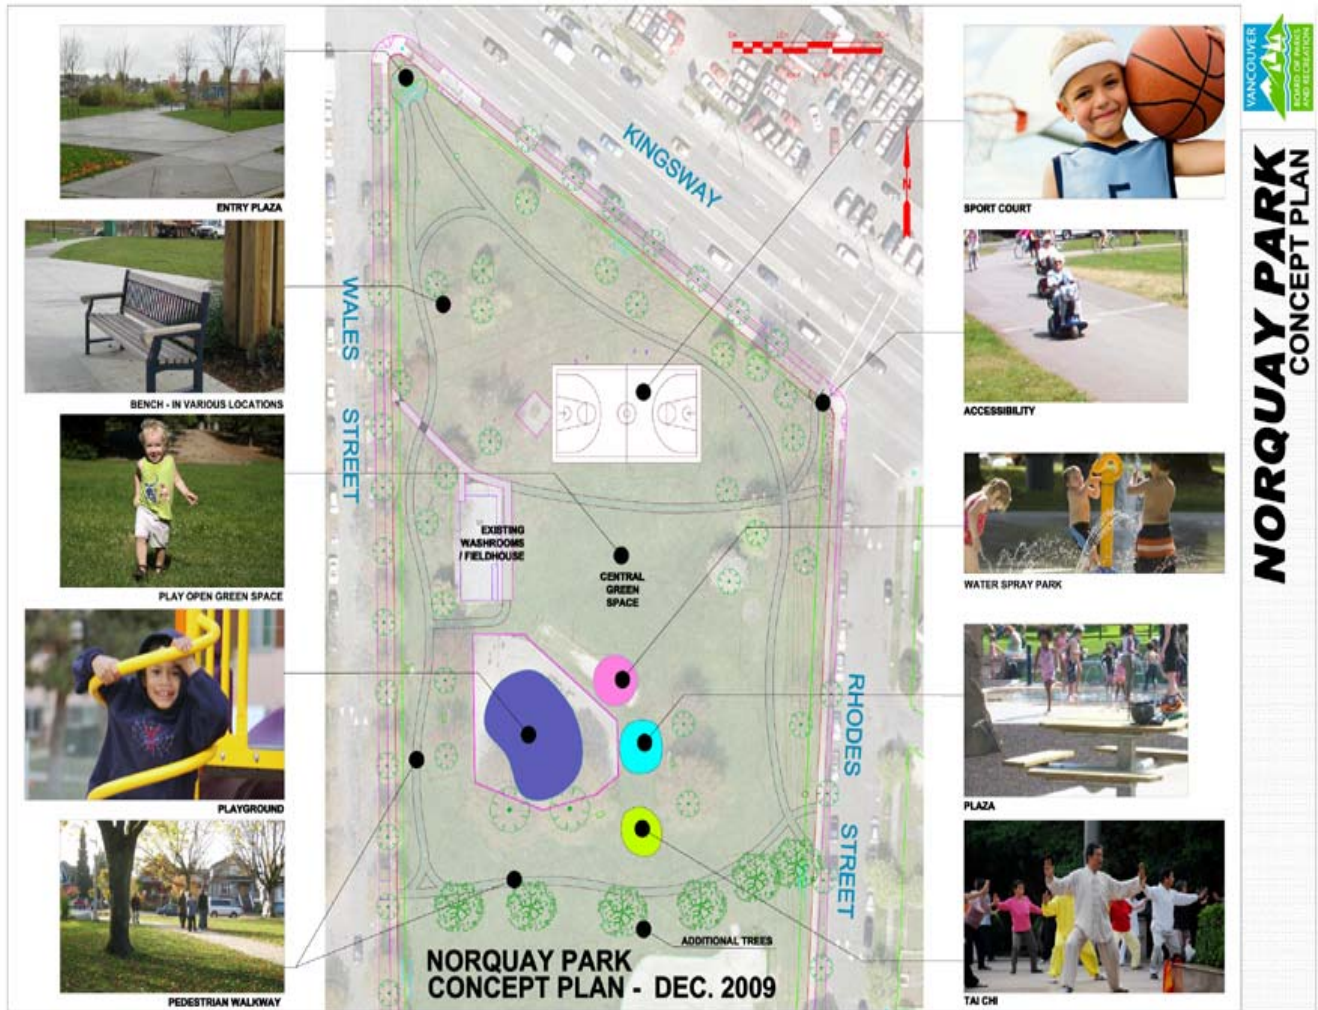 ENTRY PLAZA
BENCH - IN VARIOUS LOCATIONS
PLAY OPEN GREEN SPACE
PLAYGROUND
PEDESTRIAN WALKWAY
KINGSWAY
WALES STREET
EXISTING
WASHROOMS
/ FIELDHOUSE
CENTRAL
GREEN
SPACE
RHODES STREET
ADDITIONAL TREES
NORQUAY PARK
CONCEPT PLAN - DEC. 2009
N
SPORT COURT
ACCESSIBILITY
WATER SPRAY PARK
PLAZA
TAI CHI
VANCOUVER
BOARD OF PARKS
AND RECREATION
NORQUAY PARK
CONCEPT PLAN